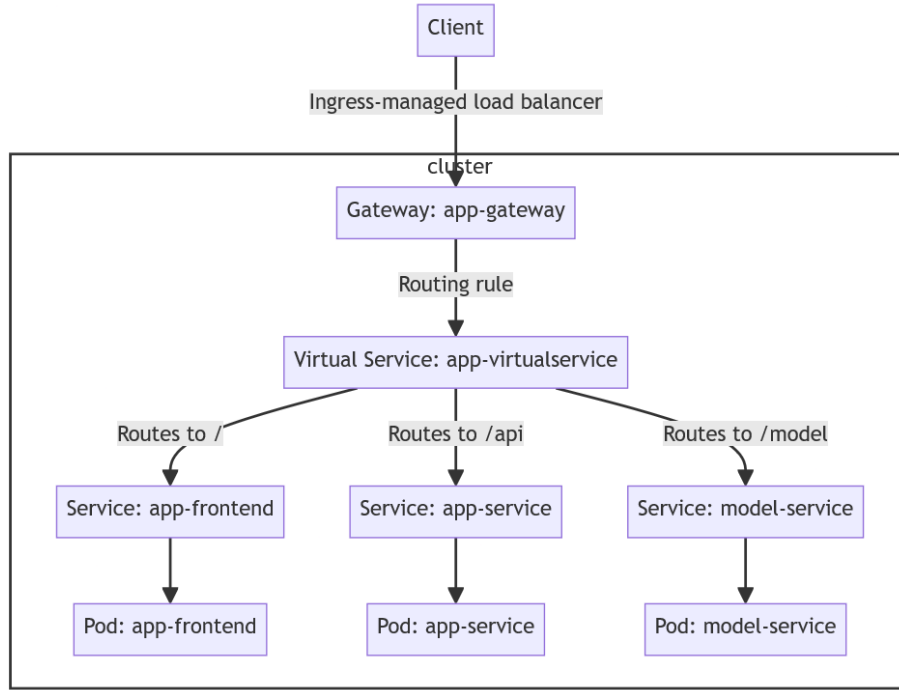 Client
Ingress-managed load balancer
cluster
Gateway: app-gateway
Routing rule
Virtual Service: app-virtualservice
Routes to /
Routes to /api
Routes to /model
Service: app-frontend
Service: app-service
Service: model-service
Pod: app-frontend
Pod: app-service
Pod: model-service